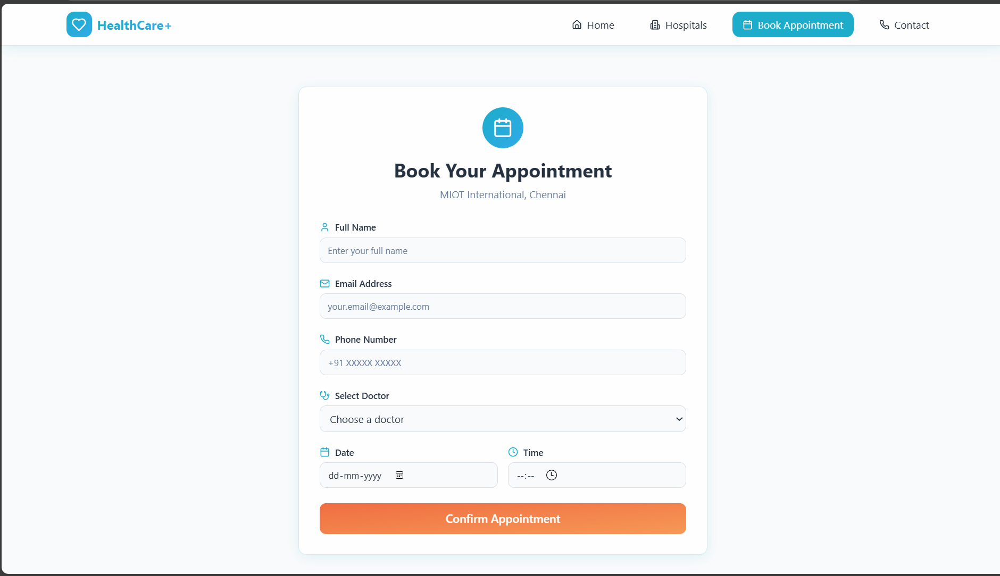 HealthCare+
Home
Hospitals
Book Appointment
Contact
Book Your Appointment
MIOT International, Chennai
Full Name
Enter your full name
Email Address
your.email@example.com
Phone Number
+91 XXXXX XXXXX
Select Doctor
Choose a doctor
Date
Time
dd-mm-yyyy
--:--
Confirm Appointment